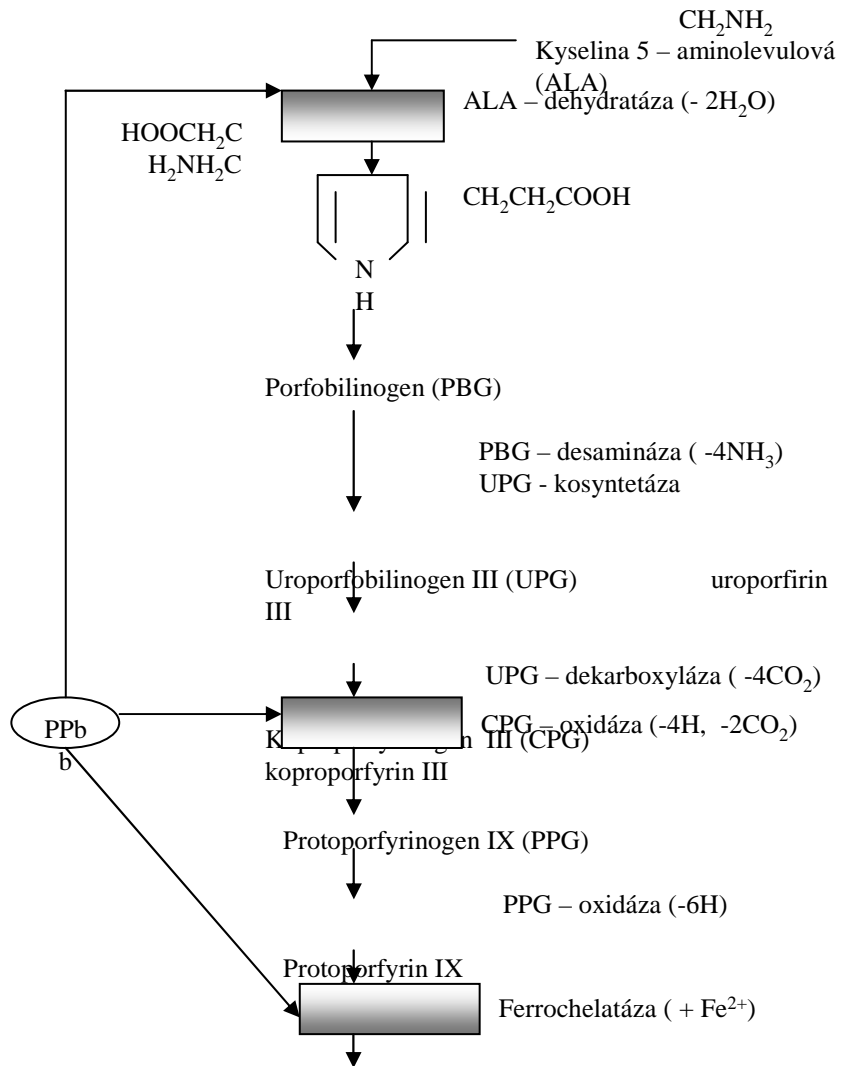 CH₂NH₂
Kyselina 5 – aminolevulová
(ALA)
ALA – dehydratáza (- 2H₂O)
HOOCH₂C
H₂NH₂C
CH₂CH₂COOH
N
H
Porfobilinogen (PBG)
PBG – desamináza ( -4NH₃)
UPG - kosyntetáza
Uroporfobilinogen III (UPG) uroporfirin
III
UPG – dekarboxyláza ( -4CO₂)
PPb
b
CPG – oxidáza (-4H, -2CO₂)
III (CPG)
koproporfyrin III
Protoporfyrinogen IX (PPG)
PPG – oxidáza (-6H)
Protoporfyrin IX
Ferrochelatáza ( + Fe²⁺)